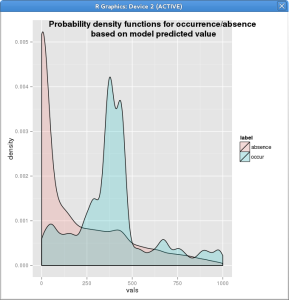 R Graphics: Device 2 (ACTIVE)
Probability density functions for occurrence/absence
based on model predicted value
0.005
0.004
0.003
0.002
0.001
0.000
density
0 250 500 750 1000
vals
label
absence
occur